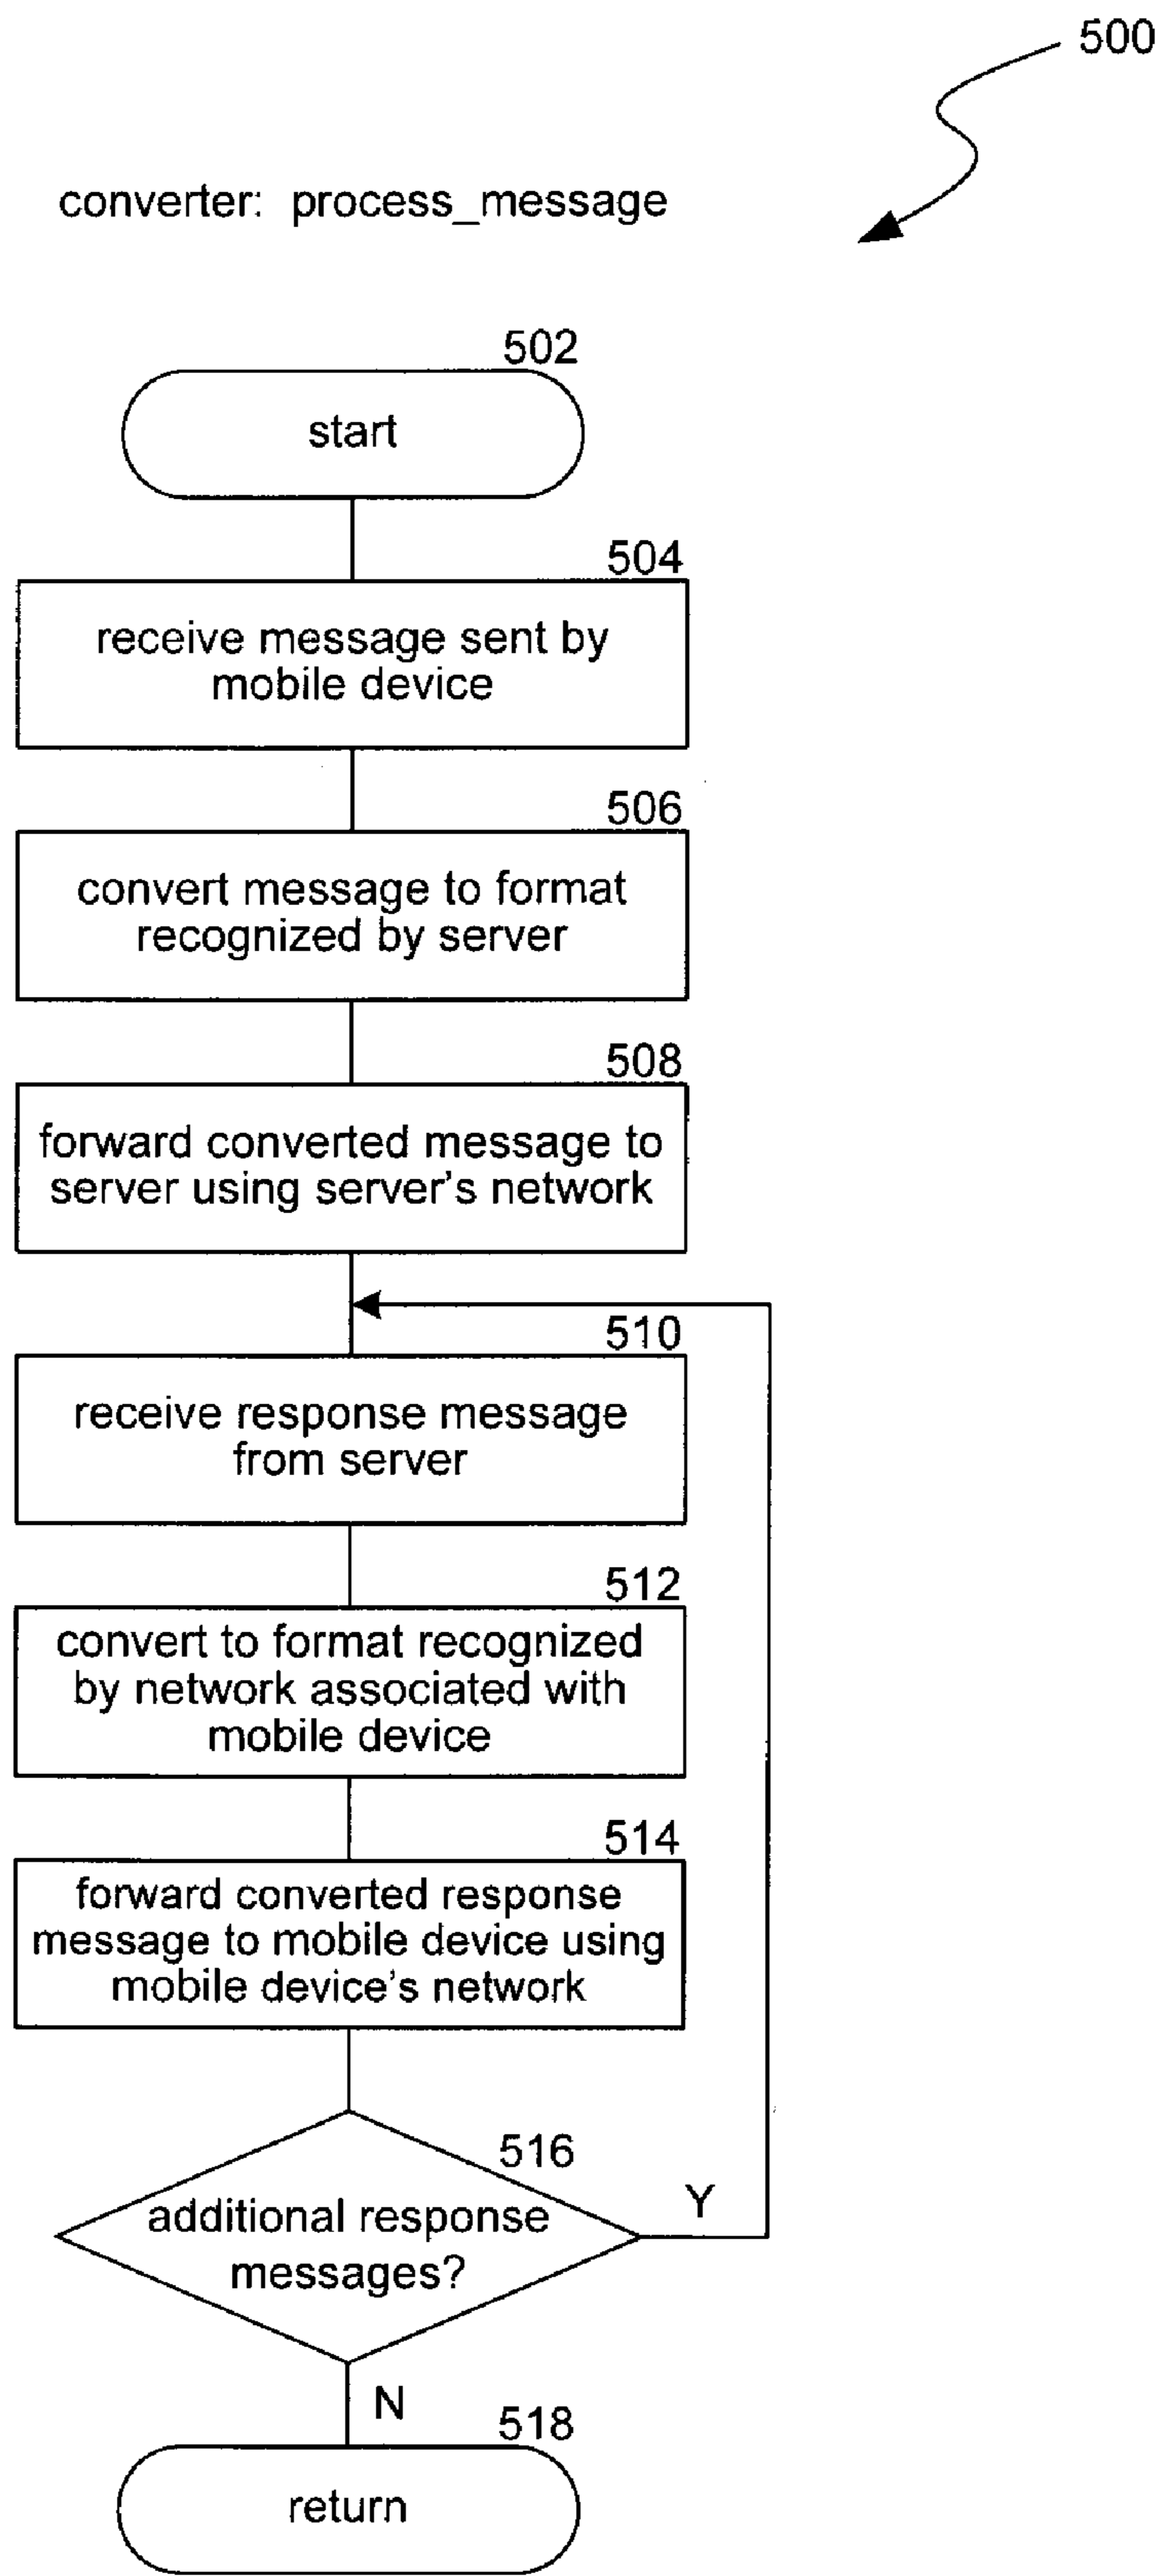 500
converter: process_message
502
start
504
receive message sent by
mobile device
506
convert message to format
recognized by server
508
forward converted message to
server using server's network
510
receive response message
from server
512
convert to format recognized
by network associated with
mobile device
514
forward converted response
message to mobile device using
mobile device's network
516
additional response
messages?
Y
N
518
return